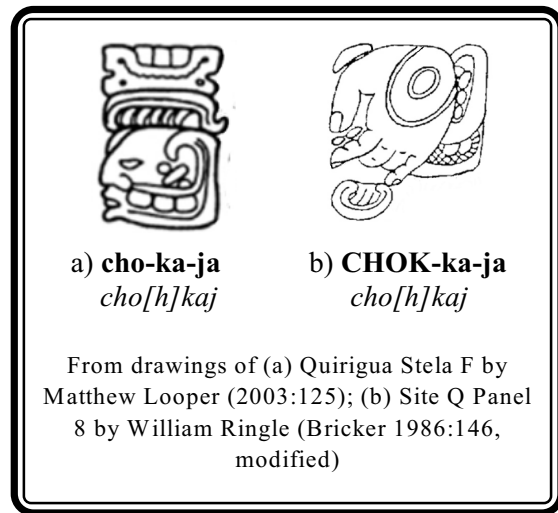 a) cho-ka-ja
cho[h]kaj
b) CHOK-ka-ja
cho[h]kaj
From drawings of (a) Quirigua Stela F by
Matthew Looper (2003:125); (b) Site Q Panel
8 by William Ringle (Bricker 1986:146,
modified)